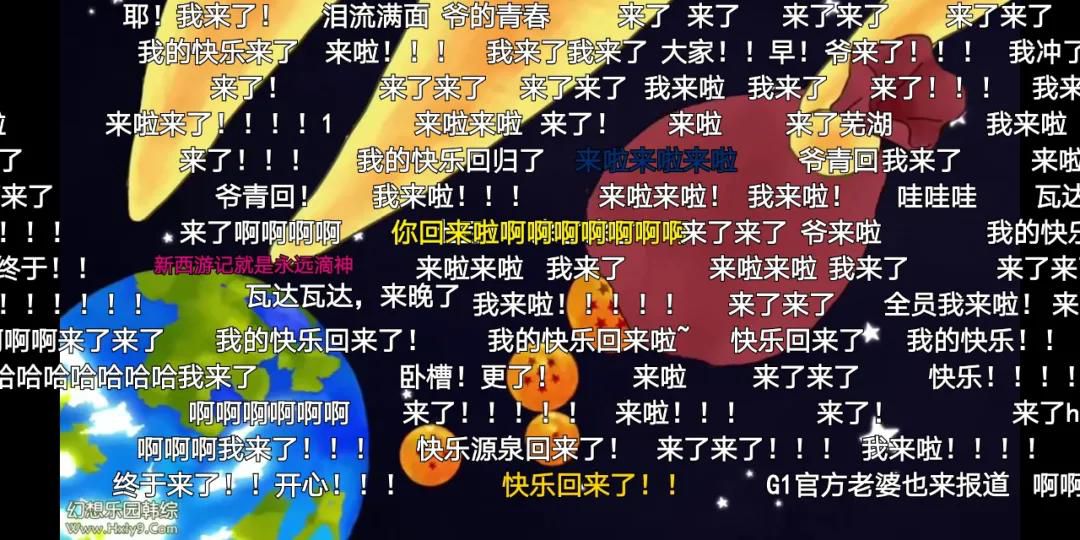 耶！我来了！ 泪流满面 爷的青春 来了 来了 来了来了 来了来了
我的快乐来了 来啦！！！ 我来了我来了 大家！！早！爷来了！！！ 我冲了
来了！ 来了来了 来了来了 我来啦 我来了 来了！！！ 我来
啦 来啦来了！！！！1 来啦来啦 来了！ 来啦 来了芜湖 我来啦
了 来了！！！ 我的快乐回归了 来啦来啦来啦 爷青回我来了 来啦
来了 爷青回！ 我来啦！！！ 来啦来啦！ 我来啦！ 哇哇哇 瓦达
！！！ 来了啊啊啊啊 你回来啦啊啊啊啊啊啊啊 来了来了 爷来啦 我的快乐
终于！！ 新西游记就是永远滴神 来啦来啦 我来了 来啦来啦 我来了 来了来
！！！！！！ 瓦达瓦达，来晚了 我来啦！！！！！ 来了来了 全员我来啦！ 来
啊啊来了来了 我的快乐回来了！ 我的快乐回来啦~ 快乐回来了 我的快乐！！
哈哈哈哈哈哈哈我来了 卧槽！更了！ 来啦 来了来了 快乐！！！！
啊啊啊啊啊啊 来了！！！！！ 来啦！！！ 来了！ 来了h
啊啊啊我来了！！！ 快乐源泉回来了！ 来了来了！！！ 我来啦！！！！
终于来了！！开心！！！ 快乐回来了！！ G1官方老婆也来报道 啊啊
幻想乐园韩综
Www.Hxly9.Com